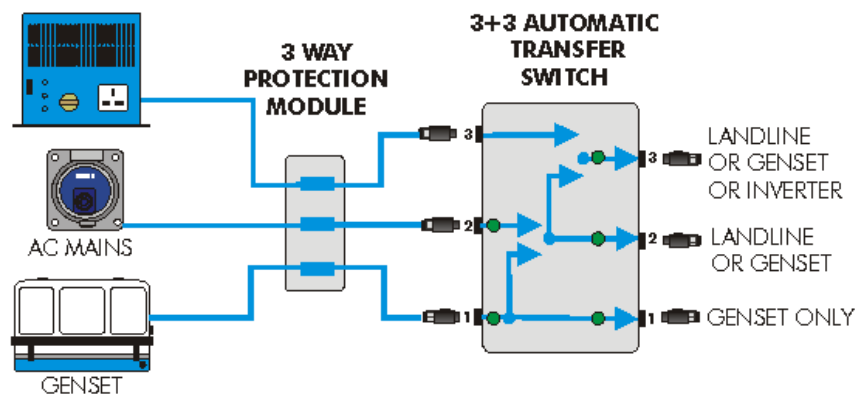 3+3 AUTOMATIC
TRANSFER
SWITCH
3 WAY
PROTECTION
MODULE
3
3
LANDLINE
OR GENSET
OR INVERTER
AC MAINS
2
2
LANDLINE
OR GENSET
1
1
GENSET ONLY
GENSET